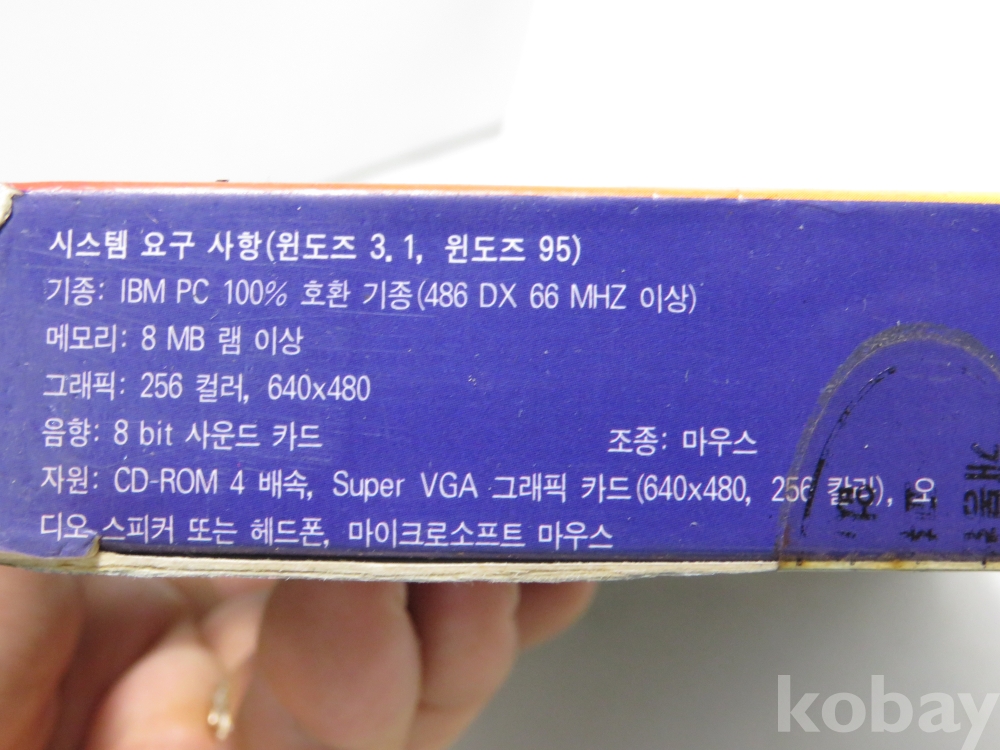 시스템 요구 사항(윈도즈 3.1, 윈도즈 95)
기종: IBM PC 100% 호환 기종(486 DX 66 MHZ 이상)
메모리: 8 MB 램 이상
그래픽: 256 컬러, 640x480
음향: 8 bit 사운드 카드
조종: 마우스
자원: CD-ROM 4 배속, Super VGA 그래픽 카드(640x480, 256 컬러), 오
디오 스피커 또는 헤드폰, 마이크로소프트 마우스
kobay